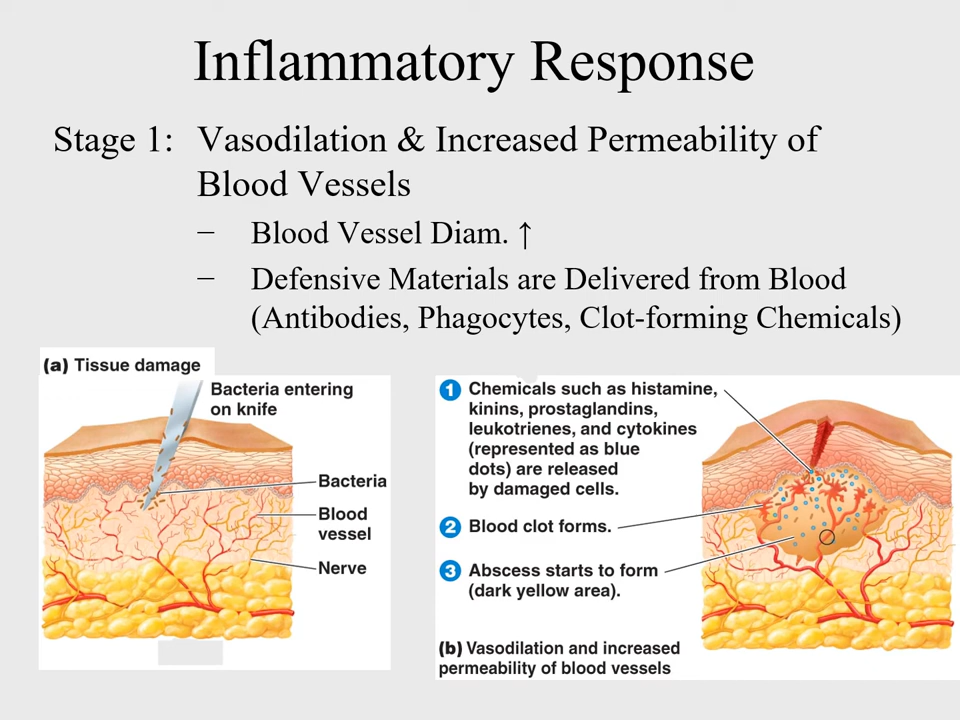 Inflammatory Response
Stage 1: Vasodilation & Increased Permeability of
Blood Vessels
– Blood Vessel Diam. ↑
– Defensive Materials are Delivered from Blood
(Antibodies, Phagocytes, Clot-forming Chemicals)
(a) Tissue damage
Bacteria entering
on knife
Bacteria
Blood
vessel
Nerve
1 Chemicals such as histamine,
kinins, prostaglandins,
leukotrienes, and cytokines
(represented as blue
dots) are released
by damaged cells.
2 Blood clot forms.
3 Abscess starts to form
(dark yellow area).
(b) Vasodilation and increased
permeability of blood vessels